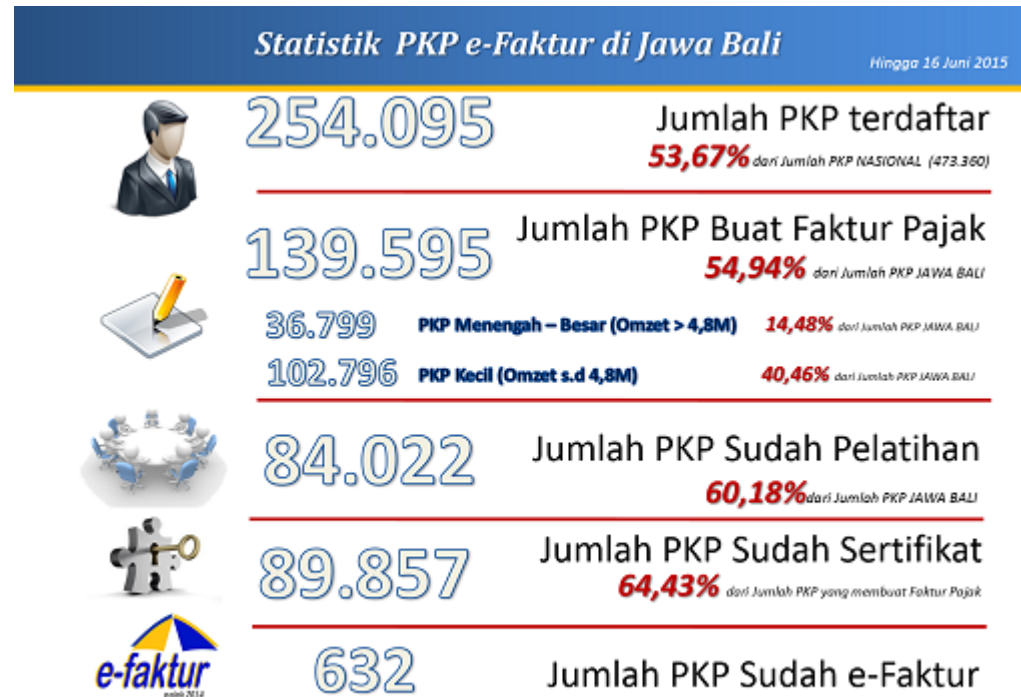 Statistik PKP e-Faktur di Jawa Bali
Hingga 16 Juni 2015
254.095
Jumlah PKP terdaftar
53,67% dari Jumlah PKP NASIONAL (473.360)
139.595
Jumlah PKP Buat Faktur Pajak
54,94% dari Jumlah PKP JAWA BALI
36.799 PKP Menengah – Besar (Omzet > 4,8M) 14,48% dari Jumlah PKP JAWA BALI
102.796 PKP Kecil (Omzet s.d 4,8M) 40,46% dari Jumlah PKP JAWA BALI
84.022
Jumlah PKP Sudah Pelatihan
60,18%dari Jumlah PKP JAWA BALI
89.857
Jumlah PKP Sudah Sertifikat
64,43% dari Jumlah PKP yang membuat Faktur Pajak
e-faktur
632 Jumlah PKP Sudah e-Faktur